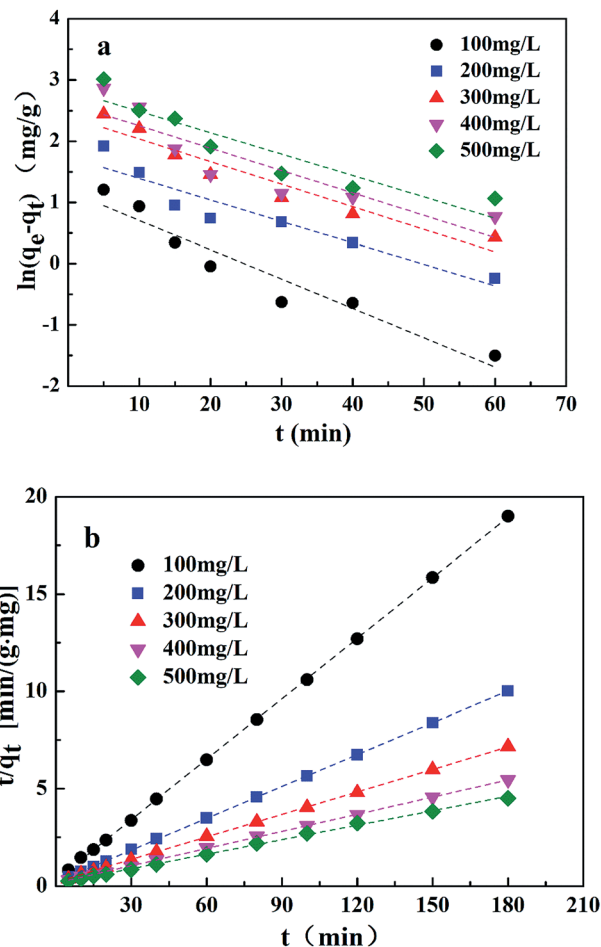 a
100mg/L
200mg/L
300mg/L
400mg/L
500mg/L
ln(qe-qt) (mg/g)
4
3
2
1
0
-1
-2
10 20 30 40 50 60 70
t (min)
b
100mg/L
200mg/L
300mg/L
400mg/L
500mg/L
t/qt [min/(g·mg)]
20
15
10
5
0
30 60 90 120 150 180 210
t（min）